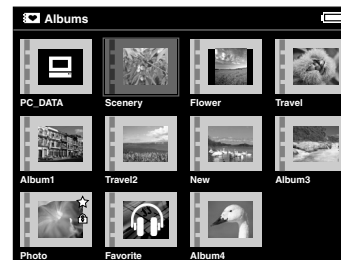 Albums
PC_DATA Scenery Flower Travel
Album1 Travel2 New Album3
Photo Favorite Album4